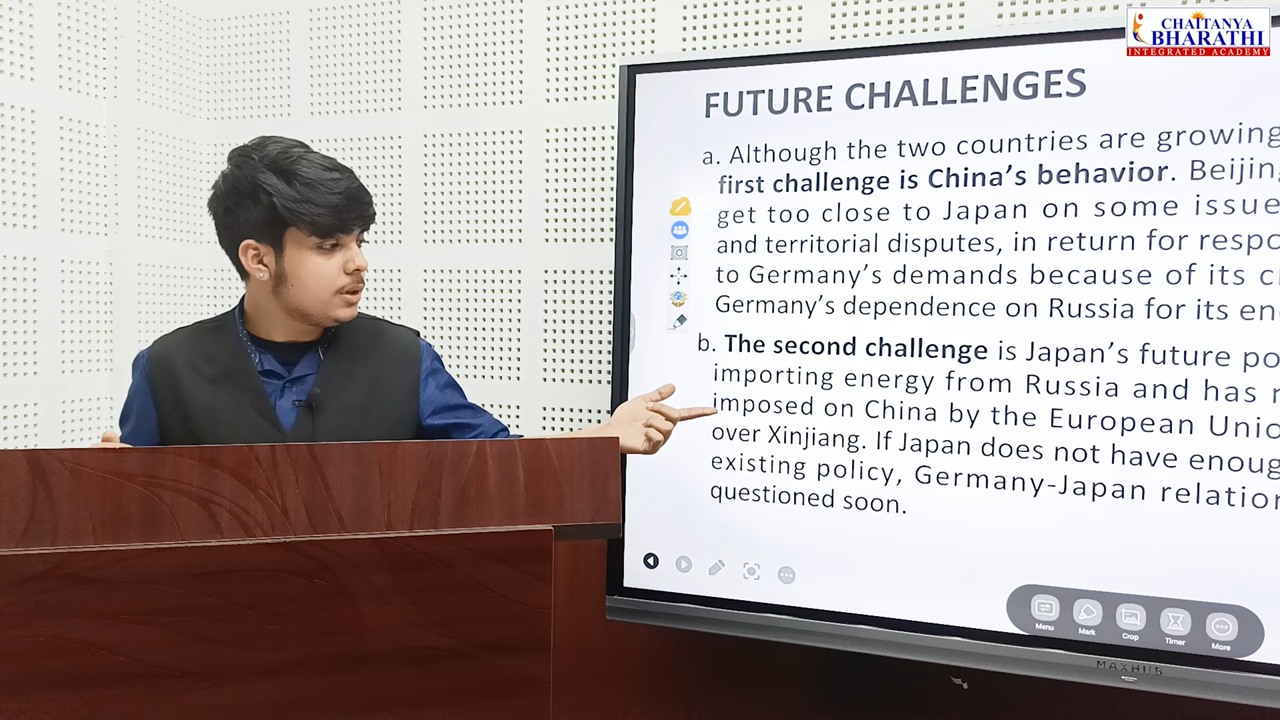 CHAITANYA
BHARATHI
INTEGRATED ACADEMY
FUTURE CHALLENGES
a. Although the two countries are growing
first challenge is China's behavior. Beijing
get too close to Japan on some issue
and territorial disputes, in return for respo
to Germany's demands because of its cl
Germany's dependence on Russia for its en
b. The second challenge is Japan's future po
importing energy from Russia and has
imposed on China by the European Unio
over Xinjiang. If Japan does not have enoug
existing policy, Germany-Japan relation
questioned soon.
Menu Mark Crop Timer More
MAXHUB